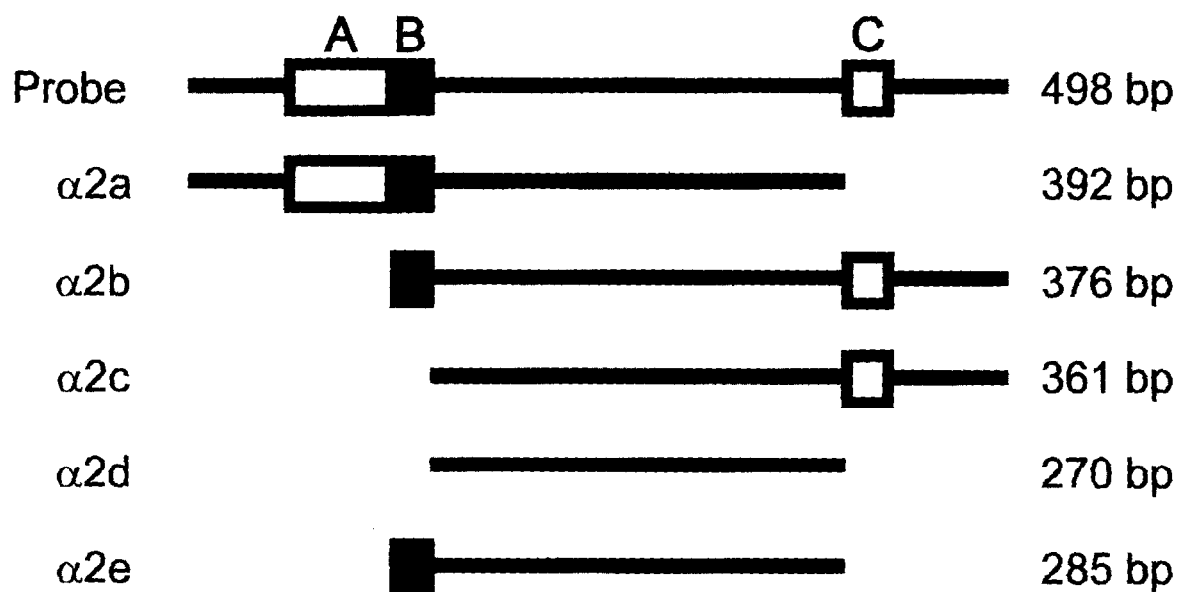 A B C
Probe 498 bp
α2a 392 bp
α2b 376 bp
α2c 361 bp
α2d 270 bp
α2e 285 bp